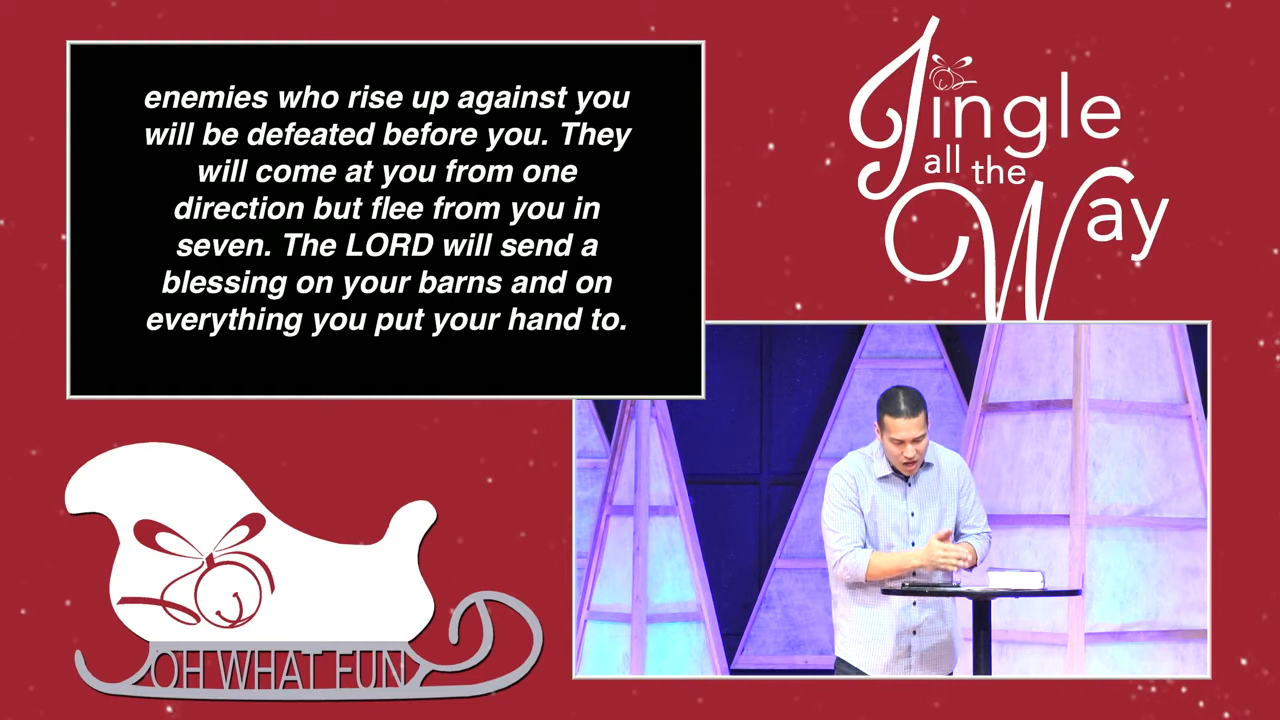 enemies who rise up against you
will be defeated before you. They
will come at you from one
direction but flee from you in
seven. The LORD will send a
blessing on your barns and on
everything you put your hand to.
Jingle
all the
Way
OH WHAT FUN